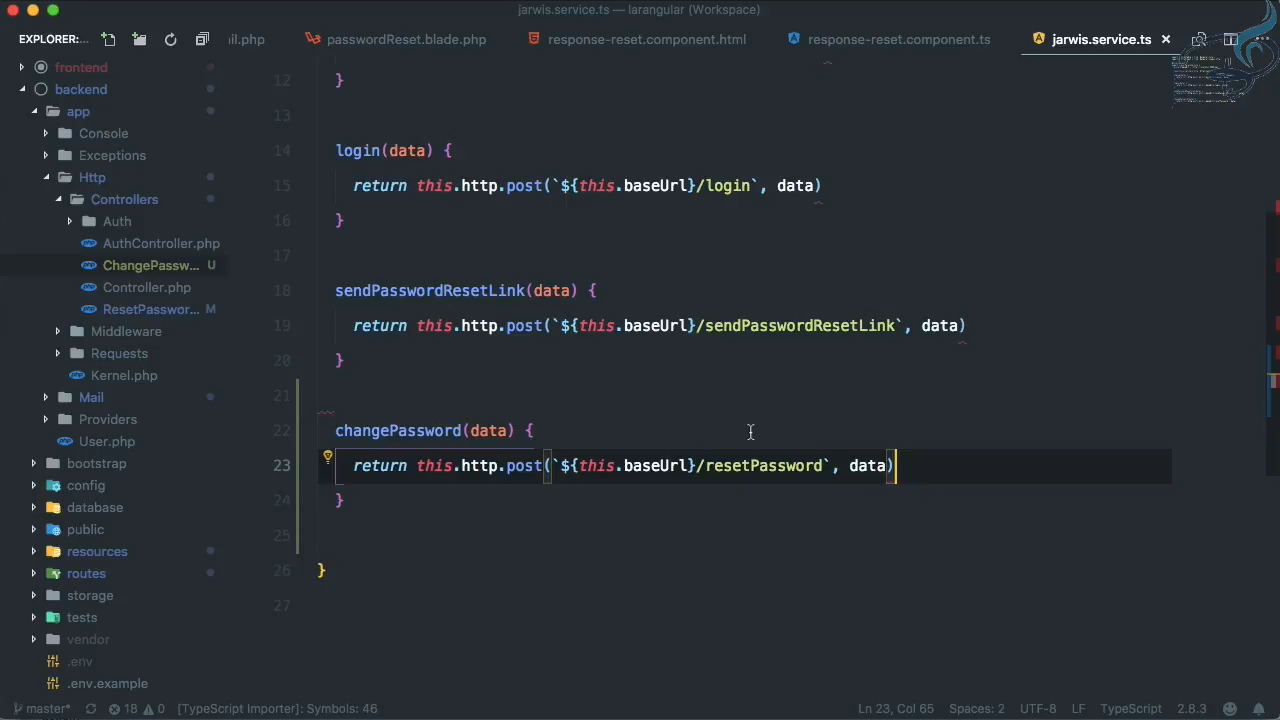 jarwis.service.ts — larangular (Workspace)
EXPLORER:... il.php passwordReset.blade.php response-reset.component.html response-reset.component.ts jarwis.service.ts ×
frontend
backend
app
Console
Exceptions
Http
Controllers
Auth
AuthController.php
ChangePassw... U
Controller.php
ResetPasswor... M
Middleware
Requests
Kernel.php
Mail
Providers
User.php
bootstrap
config
database
public
resources
routes
storage
tests
vendor
.env
.env.example
12 }
13
14 login(data) {
15 return this.http.post(`${this.baseUrl}/login`, data)
16 }
17
18 sendPasswordResetLink(data) {
19 return this.http.post(`${this.baseUrl}/sendPasswordResetLink`, data)
20 }
21
22 changePassword(data) {
23 return this.http.post(`${this.baseUrl}/resetPassword`, data)
24 }
25
26 }
27
master* 18 0 [TypeScript Importer]: Symbols: 46 Ln 23, Col 65 Spaces: 2 UTF-8 LF TypeScript 2.8.3